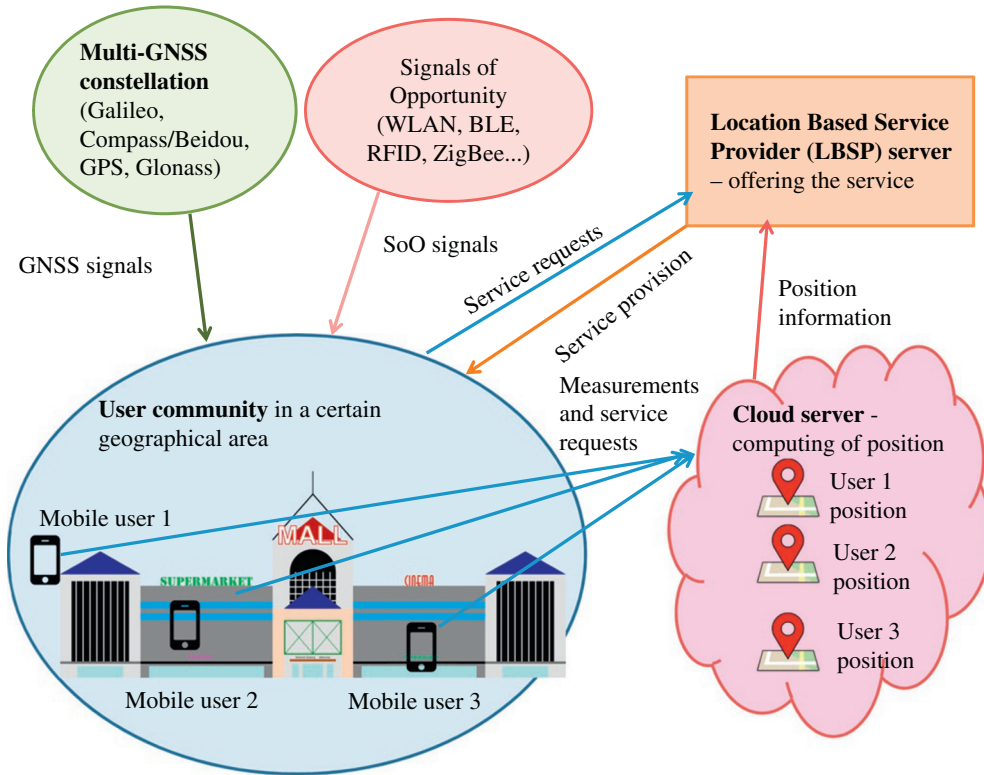 Multi-GNSS
constellation
(Galileo,
Compass/Beidou,
GPS, Glonass)
Signals of
Opportunity
(WLAN, BLE,
RFID, ZigBee...)
Location Based Service
Provider (LBSP) server
– offering the service
GNSS signals
SoO signals
Service requests
Service provision
Position
information
Measurements
and service
requests
User community in a certain
geographical area
Cloud server -
computing of position
User 1
position
User 2
position
User 3
position
Mobile user 1
MALL
SUPERMARKET
CINEMA
Mobile user 2
Mobile user 3